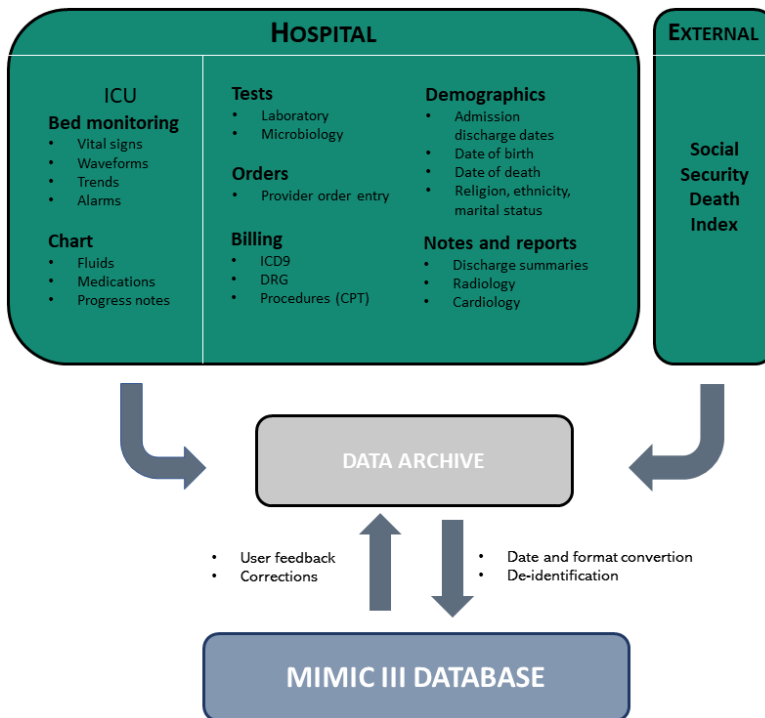 HOSPITAL
ICU
Bed monitoring
• Vital signs
• Waveforms
• Trends
• Alarms
Chart
• Fluids
• Medications
• Progress notes
Tests
• Laboratory
• Microbiology
Orders
• Provider order entry
Billing
• ICD9
• DRG
• Procedures (CPT)
Demographics
• Admission
discharge dates
• Date of birth
• Date of death
• Religion, ethnicity,
marital status
Notes and reports
• Discharge summaries
• Radiology
• Cardiology
EXTERNAL
Social
Security
Death
Index
DATA ARCHIVE
• User feedback
• Corrections
• Date and format convertion
• De-identification
MIMIC III DATABASE